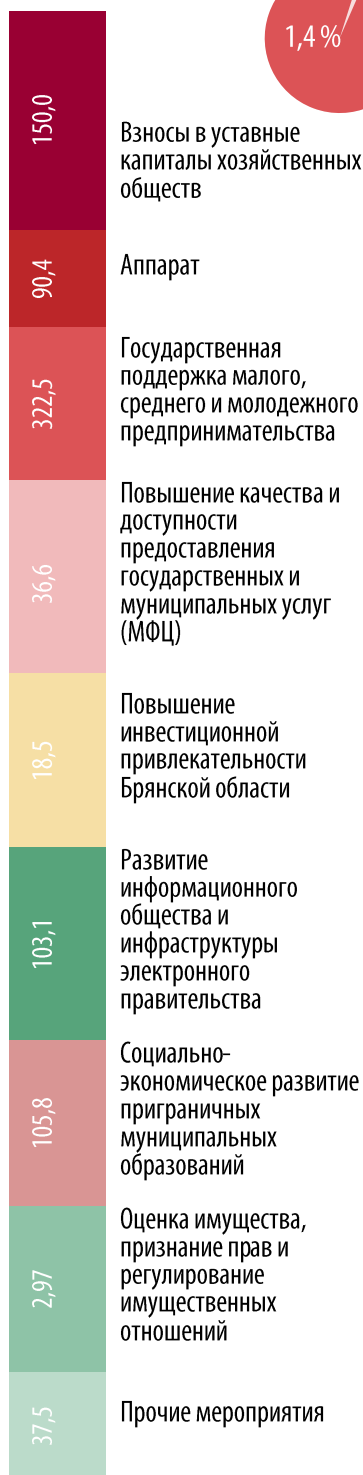 1,4 %
150,0
Взносы в уставные
капиталы хозяйственных
обществ
90,4
Аппарат
322,5
Государственная
поддержка малого,
среднего и молодежного
предпринимательства
36,6
Повышение качества и
доступности
предоставления
государственных и
муниципальных услуг
(МФЦ)
18,5
Повышение
инвестиционной
привлекательности
Брянской области
103,1
Развитие
информационного
общества и
инфраструктуры
электронного
правительства
105,8
Социально-
экономическое развитие
приграничных
муниципальных
образований
2,97
Оценка имущества,
признание прав и
регулирование
имущественных
отношений
37,5
Прочие мероприятия